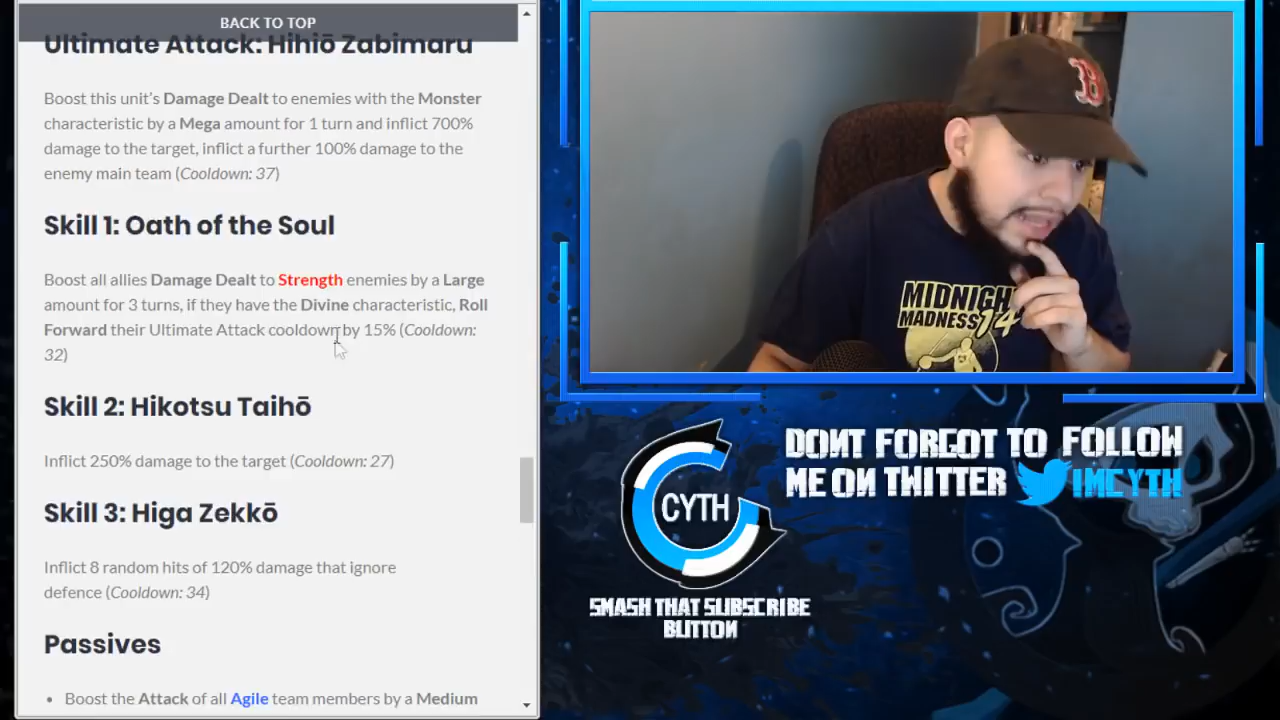 BACK TO TOP
Ultimate Attack: Hihiō Zabimaru
Boost this unit's Damage Dealt to enemies with the Monster
characteristic by a Mega amount for 1 turn and inflict 700%
damage to the target, inflict a further 100% damage to the
enemy main team (Cooldown: 37)
Skill 1: Oath of the Soul
Boost all allies Damage Dealt to Strength enemies by a Large
amount for 3 turns, if they have the Divine characteristic, Roll
Forward their Ultimate Attack cooldown by 15% (Cooldown:
32)
Skill 2: Hikotsu Taihō
Inflict 250% damage to the target (Cooldown: 27)
Skill 3: Higa Zekkō
Inflict 8 random hits of 120% damage that ignore
defence (Cooldown: 34)
Passives
• Boost the Attack of all Agile team members by a Medium
B
MIDNIGH
MADNESS 14
CYTH
SMASH THAT SUBSCRIBE
BUTTON
DONT FORGOT TO FOLLOW
ME ON TWITTER IMCYTH